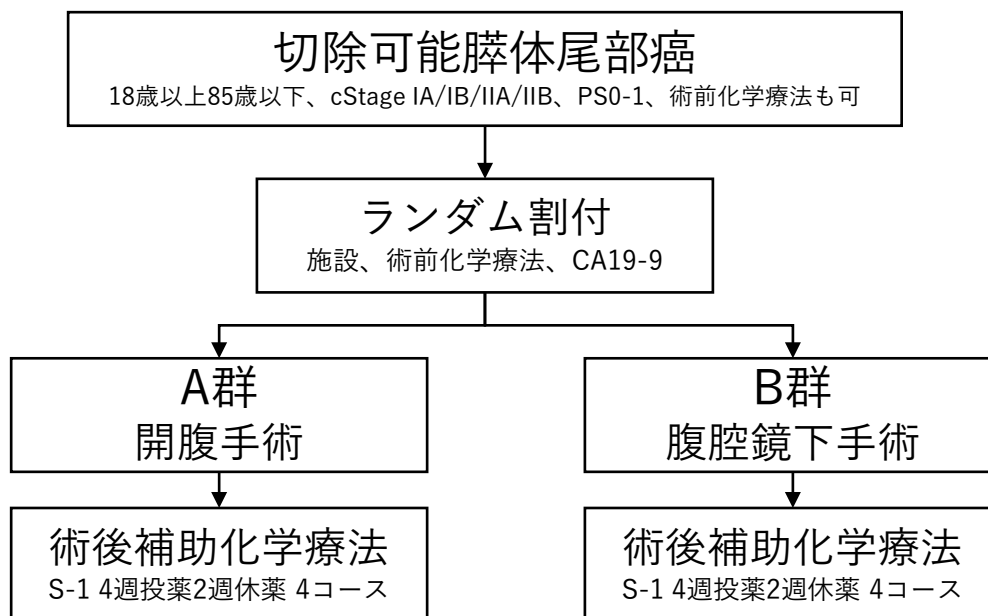 切除可能膵体尾部癌
18歳以上85歳以下、cStage IA/IB/IIA/IIB、PS0-1、術前化学療法も可
ランダム割付
施設、術前化学療法、CA19-9
A群
開腹手術
B群
腹腔鏡下手術
術後補助化学療法
S-1 4週投薬2週休薬 4コース
術後補助化学療法
S-1 4週投薬2週休薬 4コース